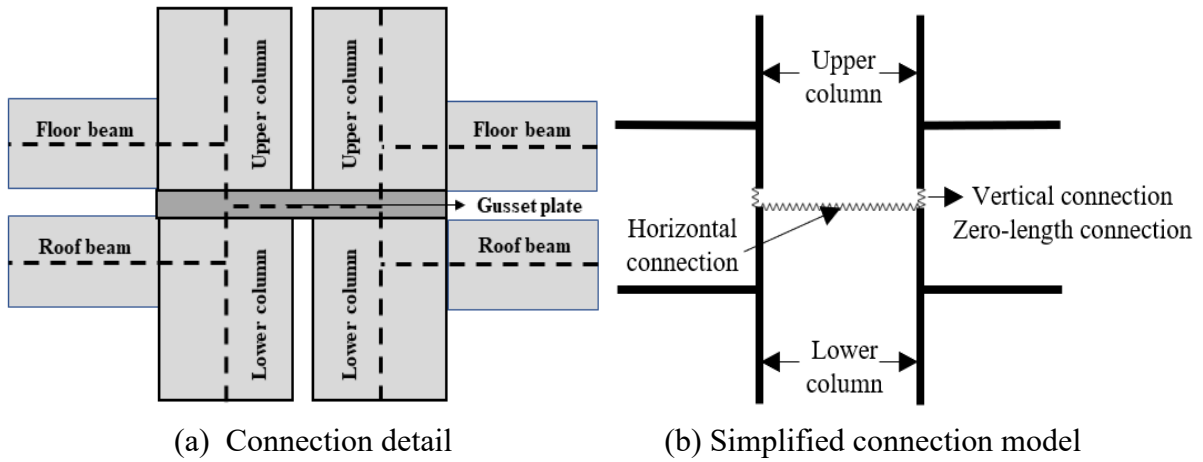 Upper column
Upper column
Floor beam
Floor beam
Gusset plate
Roof beam
Roof beam
Lower column
Lower column
(a) Connection detail
Upper
column
Vertical connection
Zero-length connection
Horizontal
connection
Lower
column
(b) Simplified connection model